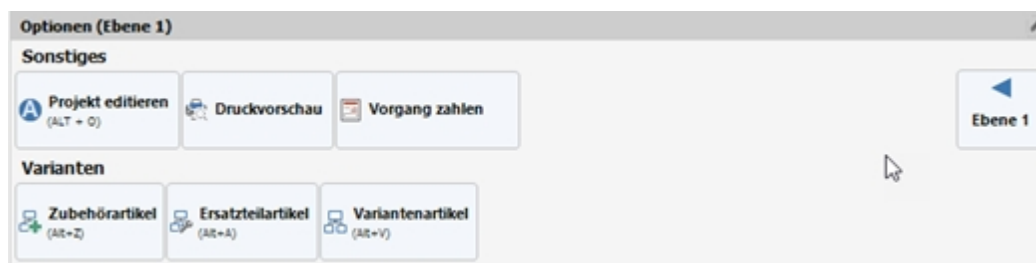 Optionen (Ebene 1)
Sonstiges
Projekt editieren
(ALT + O)
Druckvorschau
Vorgang zahlen
Ebene 1
Varianten
Zubehörartikel
(Alt+Z)
Ersatzteilartikel
(Alt+A)
Variantenartikel
(Alt+V)